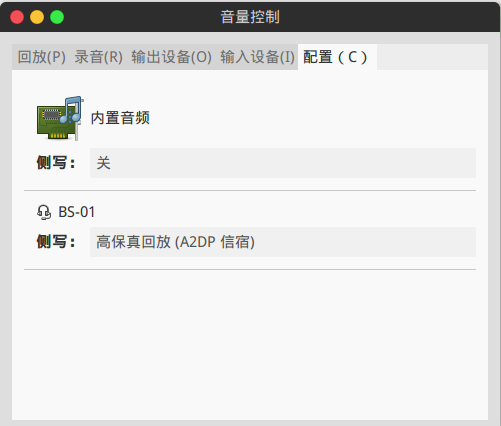 音量控制
回放(P) 录音(R) 输出设备(O) 输入设备(I) 配置（C）
内置音频
侧写： 关
BS-01
侧写： 高保真回放 (A2DP 信宿)